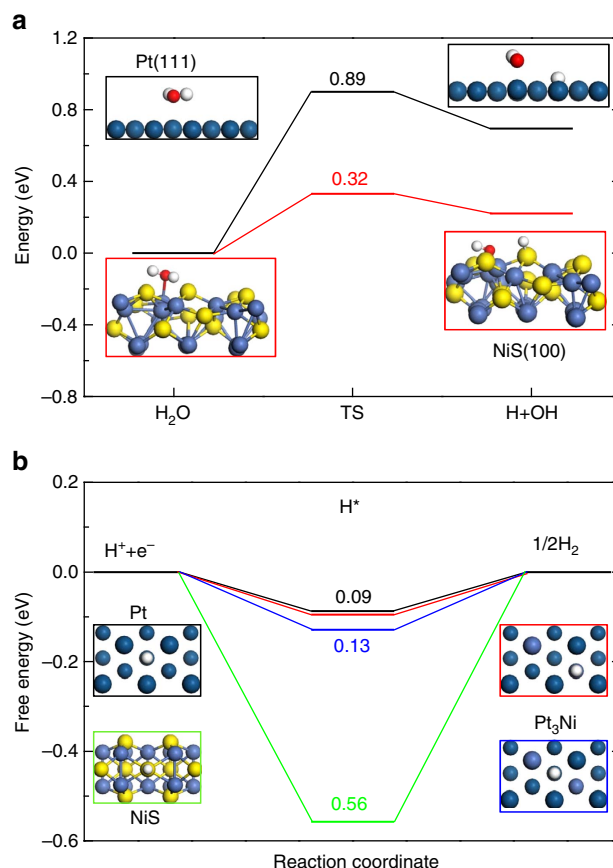 a
Energy (eV)
1.2
0.8
0.4
0.0
−0.4
−0.8
Pt(111)
0.89
0.32
NiS(100)
H₂O
TS
H+OH
b
Free energy (eV)
0.2
0.0
−0.2
−0.4
−0.6
H*
H⁺+e⁻
1/2H₂
0.09
0.13
Pt
Pt₃Ni
NiS
0.56
Reaction coordinate